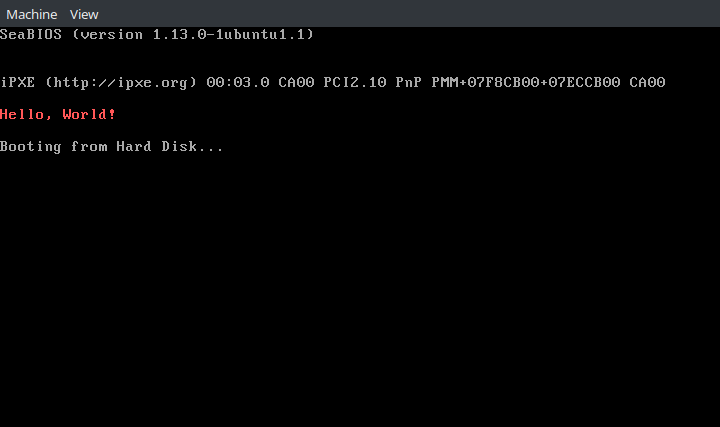 Machine View
SeaBIOS (version 1.13.0-1ubuntu1.1)
iPXE (http://ipxe.org) 00:03.0 CA00 PCI2.10 PnP PMM+07F8CB00+07ECCB00 CA00
Hello, World!
Booting from Hard Disk...